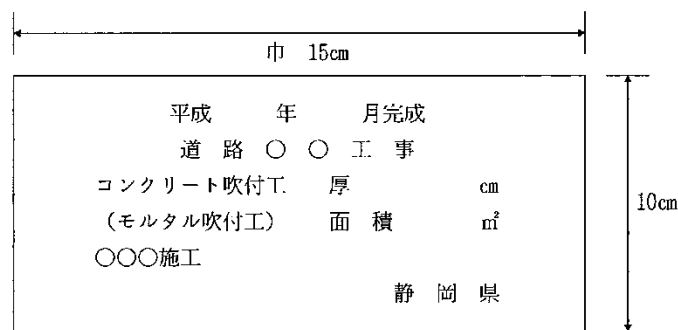 巾 15cm
平成 年 月完成
道路○○工事
コンクリート吹付工 厚 cm
(モルタル吹付工) 面積 ㎡
○○○施工
静岡県
10cm